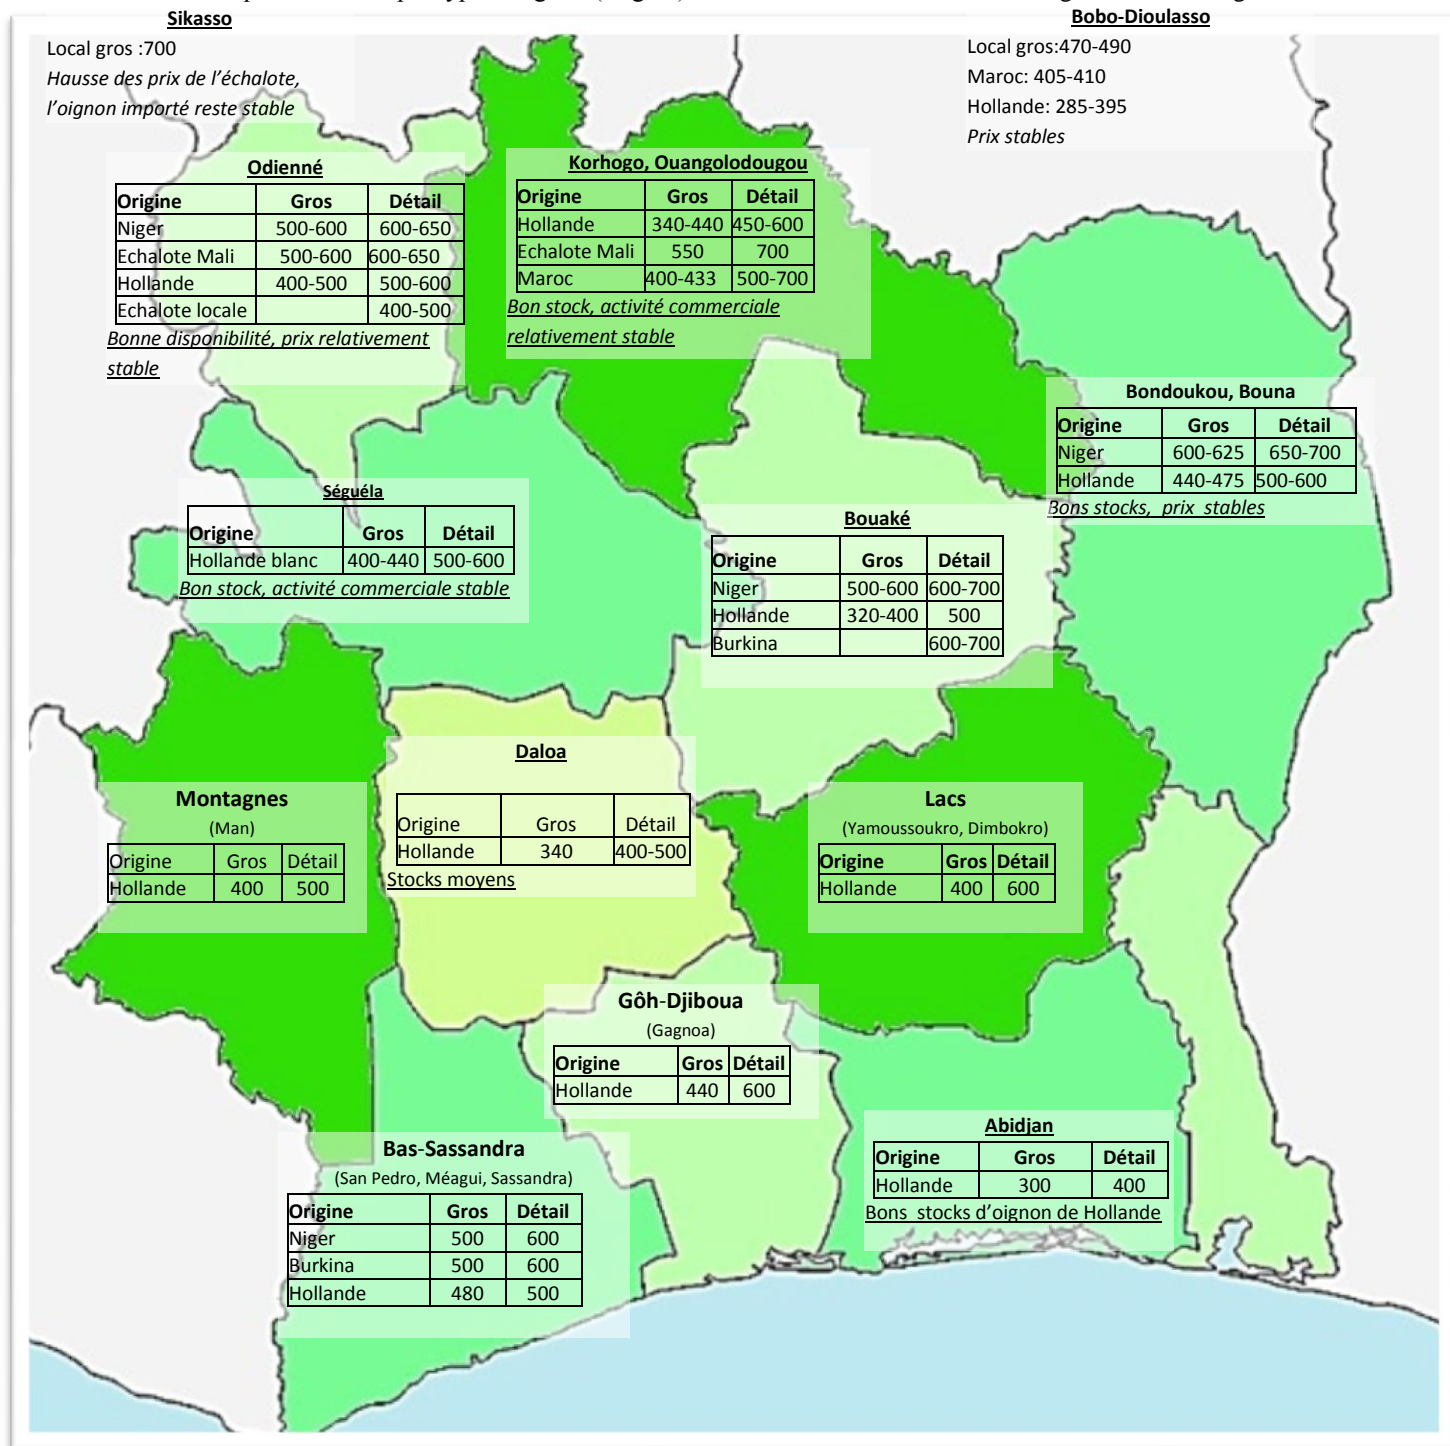 Sikasso
Local gros :700
Hausse des prix de l'échalote,
l'oignon importé reste stable
Bobo-Dioulasso
Local gros:470-490
Maroc: 405-410
Hollande: 285-395
Prix stables
Odienné
Origine Gros Détail
Niger 500-600 600-650
Echalote Mali 500-600 600-650
Hollande 400-500 500-600
Echalote locale 400-500
Bonne disponibilité, prix relativement
stable
Korhogo, Ouangolodougou
Origine Gros Détail
Hollande 340-440 450-600
Echalote Mali 550 700
Maroc 400-433 500-700
Bon stock, activité commerciale
relativement stable
Bondoukou, Bouna
Origine Gros Détail
Niger 600-625 650-700
Hollande 440-475 500-600
Bons stocks, prix stables
Séguéla
Origine Gros Détail
Hollande blanc 400-440 500-600
Bon stock, activité commerciale stable
Bouaké
Origine Gros Détail
Niger 500-600 600-700
Hollande 320-400 500
Burkina 600-700
Daloa
Origine Gros Détail
Hollande 340 400-500
Stocks moyens
Montagnes
(Man)
Origine Gros Détail
Hollande 400 500
Lacs
(Yamoussoukro, Dimbokro)
Origine Gros Détail
Hollande 400 600
Gôh-Djiboua
(Gagnoa)
Origine Gros Détail
Hollande 440 600
Abidjan
Origine Gros Détail
Hollande 300 400
Bons stocks d'oignon de Hollande
Bas-Sassandra
(San Pedro, Méagui, Sassandra)
Origine Gros Détail
Niger 500 600
Burkina 500 600
Hollande 480 500